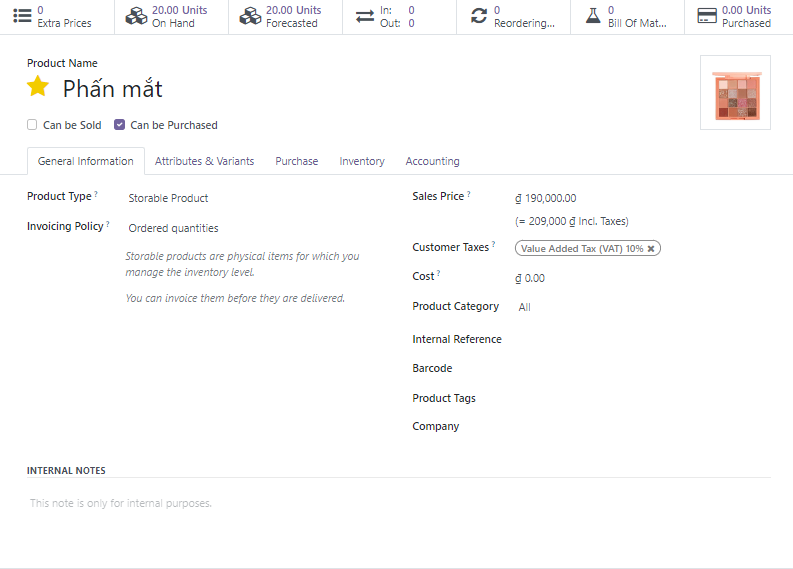 0
Extra Prices
20.00 Units
On Hand
20.00 Units
Forecasted
In: 0
Out: 0
0
Reordering...
0
Bill Of Mat...
0.00 Units
Purchased
Product Name
Phấn mắt
Can be Sold
Can be Purchased
General Information
Attributes & Variants
Purchase
Inventory
Accounting
Product Type ?
Storable Product
Invoicing Policy ?
Ordered quantities
Storable products are physical items for which you
manage the inventory level.
You can invoice them before they are delivered.
Sales Price ?
₫ 190,000.00
(= 209,000 ₫ Incl. Taxes)
Customer Taxes ?
Value Added Tax (VAT) 10% ✖
Cost ?
₫ 0.00
Product Category
All
Internal Reference
Barcode
Product Tags
Company
INTERNAL NOTES
This note is only for internal purposes.